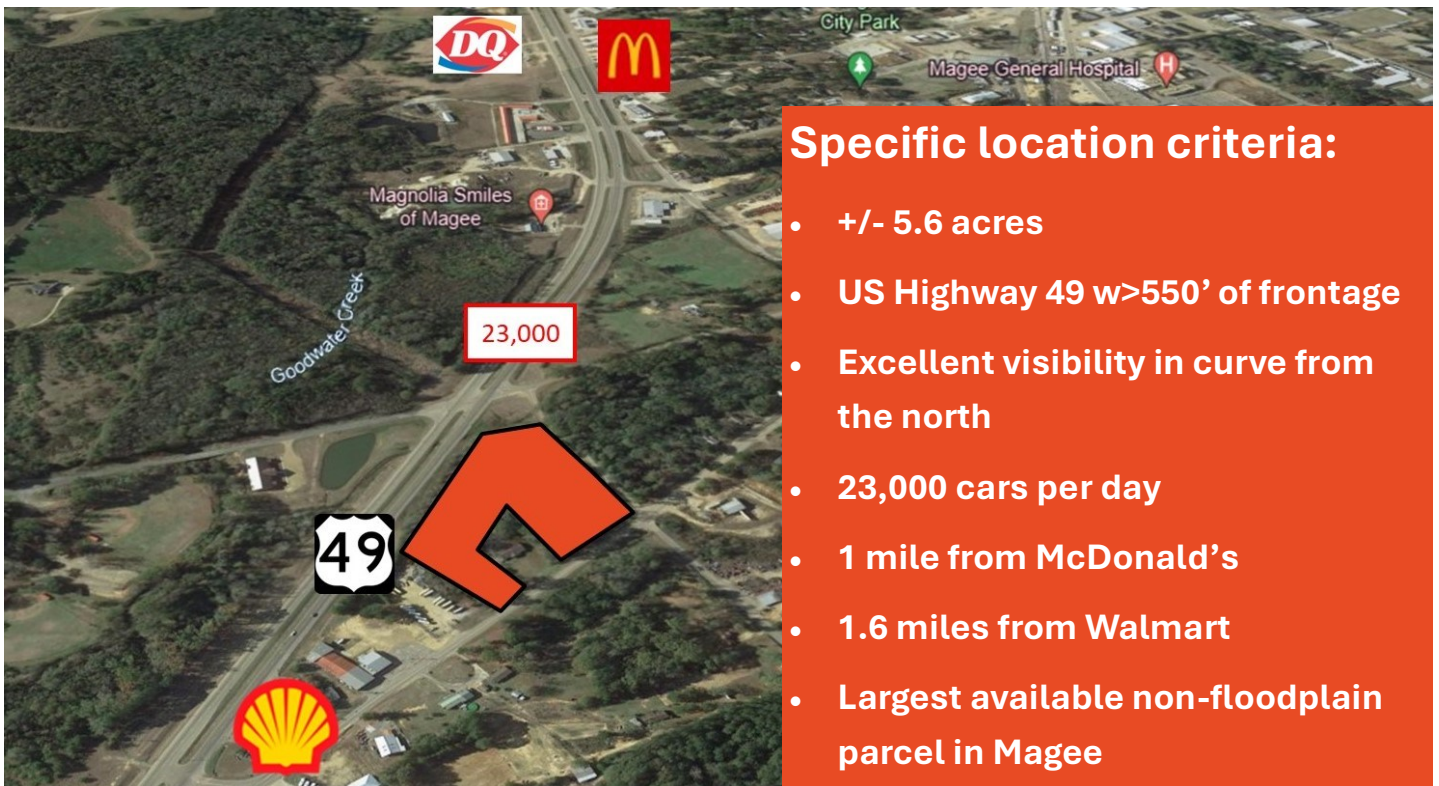 DQ
City Park
Magee General Hospital
H
Magnolia Smiles
of Magee
Goodwater Creek
23,000
49
Specific location criteria:
• +/- 5.6 acres
• US Highway 49 w>550’ of frontage
• Excellent visibility in curve from
the north
• 23,000 cars per day
• 1 mile from McDonald’s
• 1.6 miles from Walmart
• Largest available non-floodplain
parcel in Magee